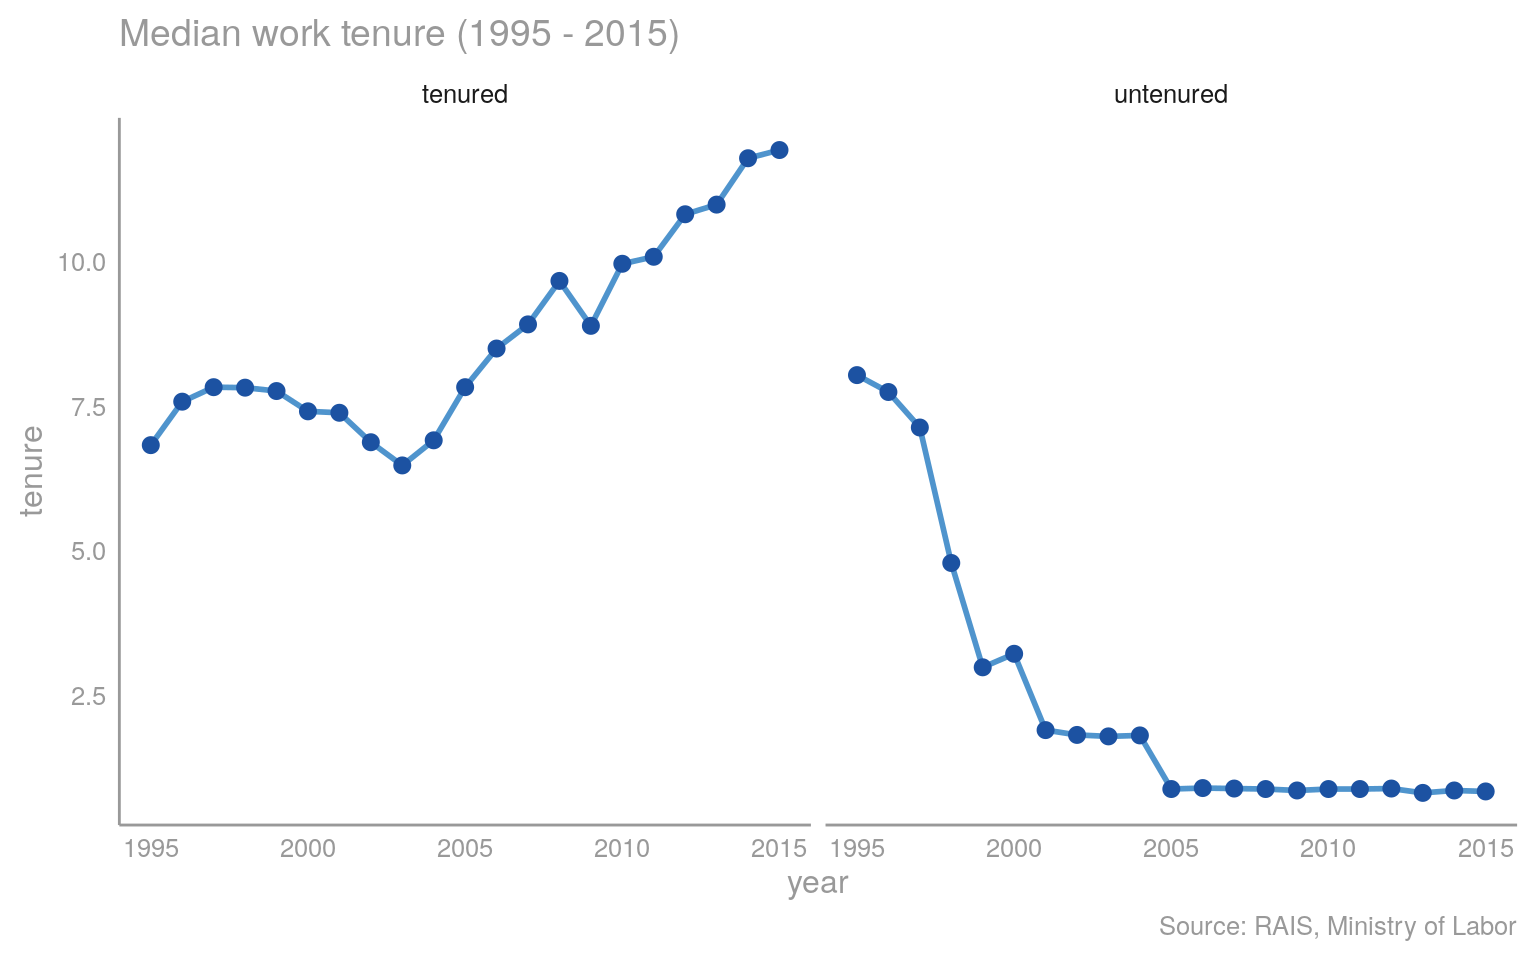 Median work tenure (1995 - 2015)
tenured
untenured
10.0
7.5
5.0
2.5
tenure
1995 2000 2005 2010 2015
1995 2000 2005 2010 2015
year
Source: RAIS, Ministry of Labor